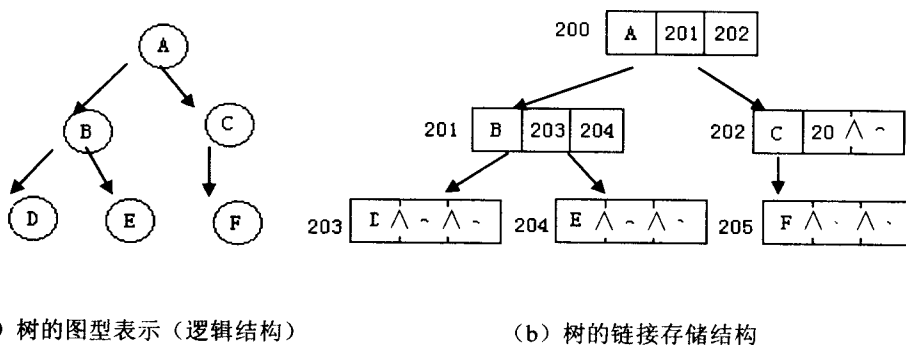 A
B
C
D
E
F
200 A 201 202
201 B 203 204
202 C 20 ∧
203 ∧ ∧
204 E ∧ ∧
205 F ∧ ∧
) 树的图型表示（逻辑结构）
（b）树的链接存储结构